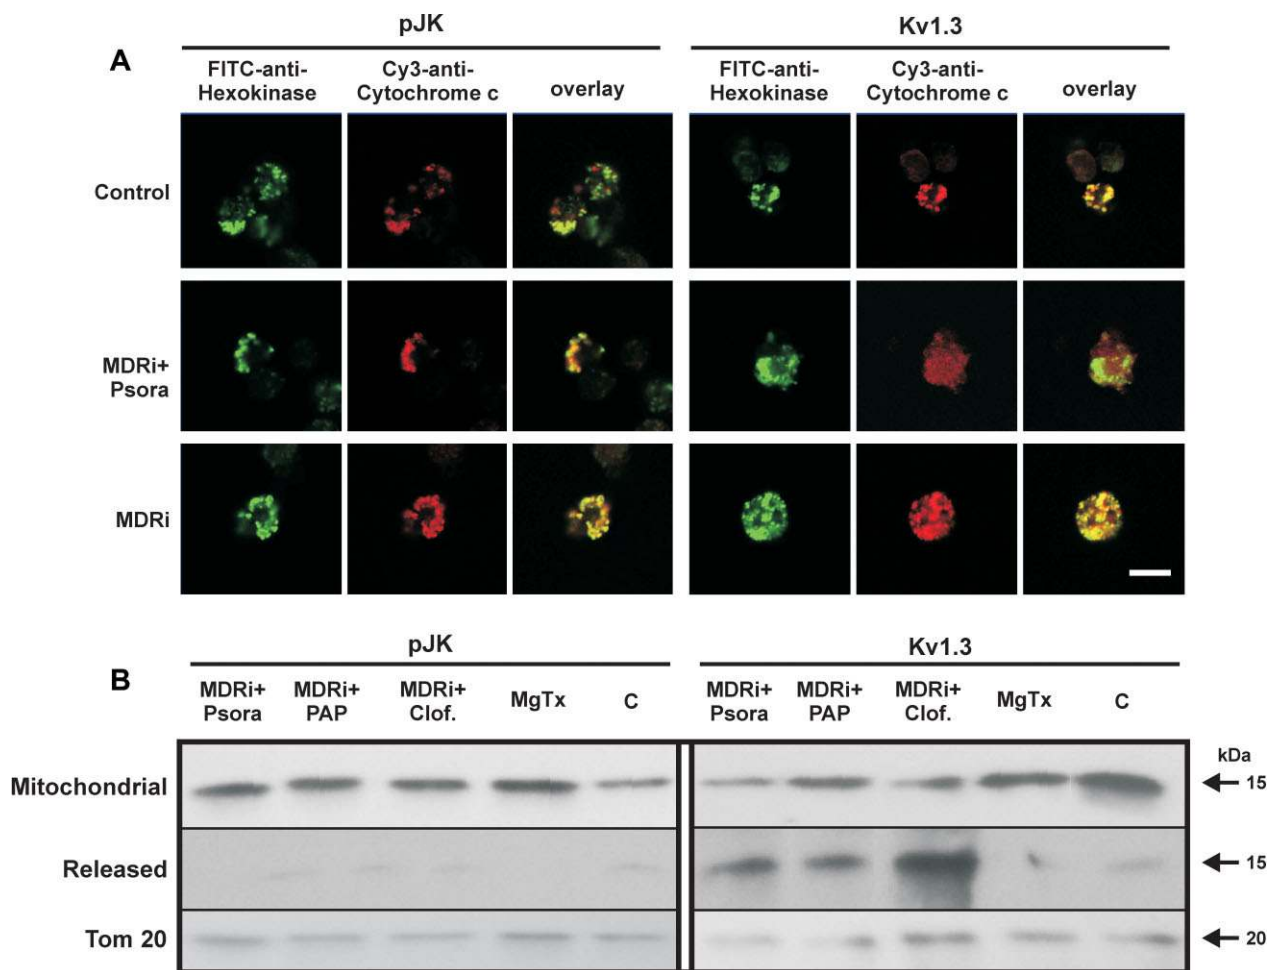 pJK
Kv1.3
A
FITC-anti-
Hexokinase
Cy3-anti-
Cytochrome c
overlay
FITC-anti-
Hexokinase
Cy3-anti-
Cytochrome c
overlay
Control
MDRi+
Psora
MDRi
pJK
Kv1.3
B
MDRi+
Psora
MDRi+
PAP
MDRi+
Clof.
MgTx
C
MDRi+
Psora
MDRi+
PAP
MDRi+
Clof.
MgTx
C
kDa
Mitochondrial
15
Released
15
Tom 20
20